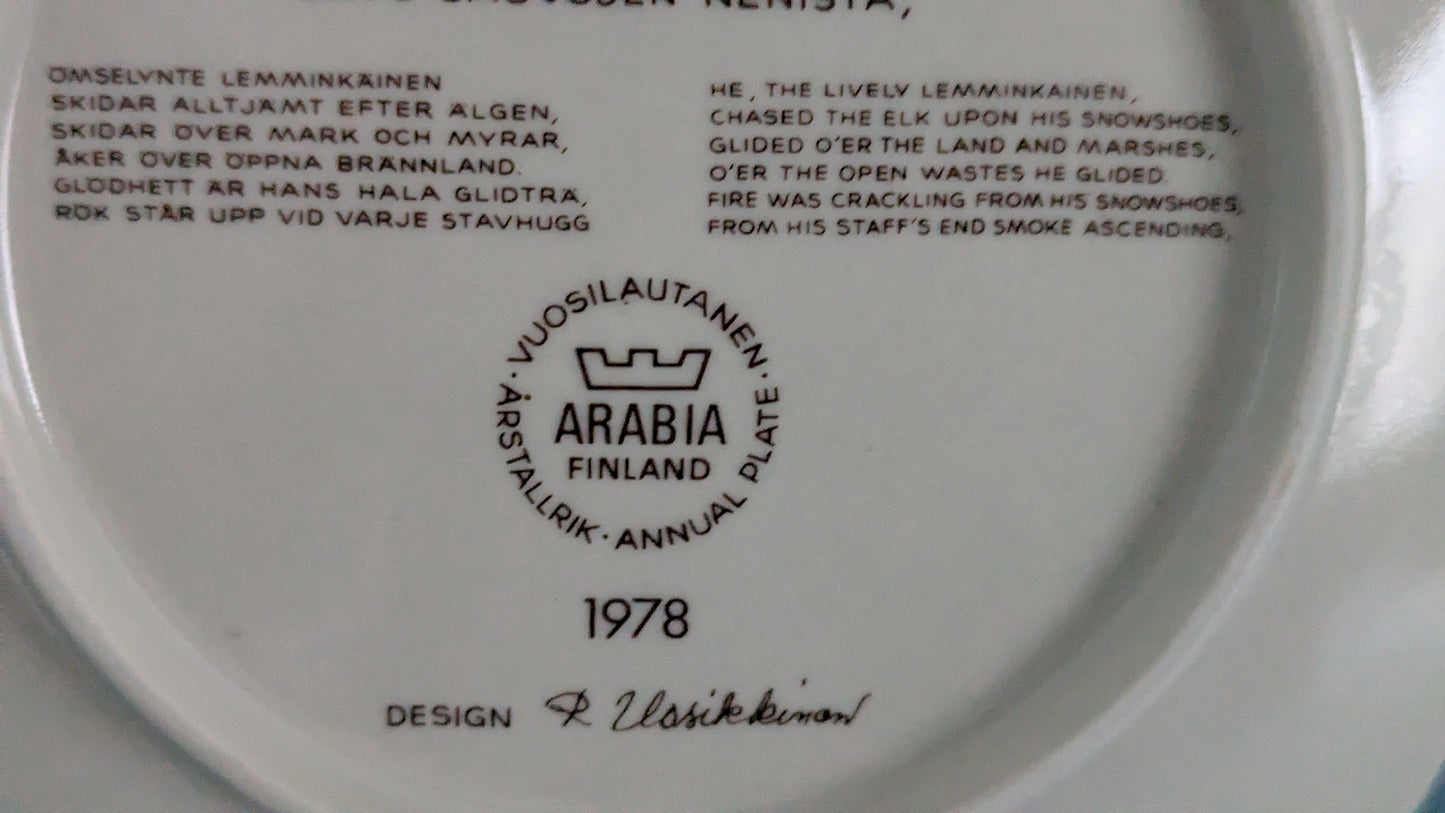 NENISTÄ,
ÖMSELYNTE LEMMINKÄINEN
SKIDAR ALLTJÄMT EFTER ÄLGEN,
SKIDAR ÖVER MARK OCH MYRAR,
ÅKER ÖVER ÖPPNA BRÄNNLAND.
GLÖDHETT ÄR HANS HALA GLIDTRÄ,
RÖK STÅR UPP VID VARJE STAVHUGG
HE, THE LIVELY LEMMINKAINEN,
CHASED THE ELK UPON HIS SNOWSHOES,
GLIDED O'ER THE LAND AND MARSHES,
O'ER THE OPEN WASTES HE GLIDED.
FIRE WAS CRACKLING FROM HIS SNOWSHOES,
FROM HIS STAFF'S END SMOKE ASCENDING,
· VUOSILAUTANEN ·
ARABIA
FINLAND
ÅRSTALLRIK · ANNUAL PLATE
1978
DESIGN R Uosikkinen